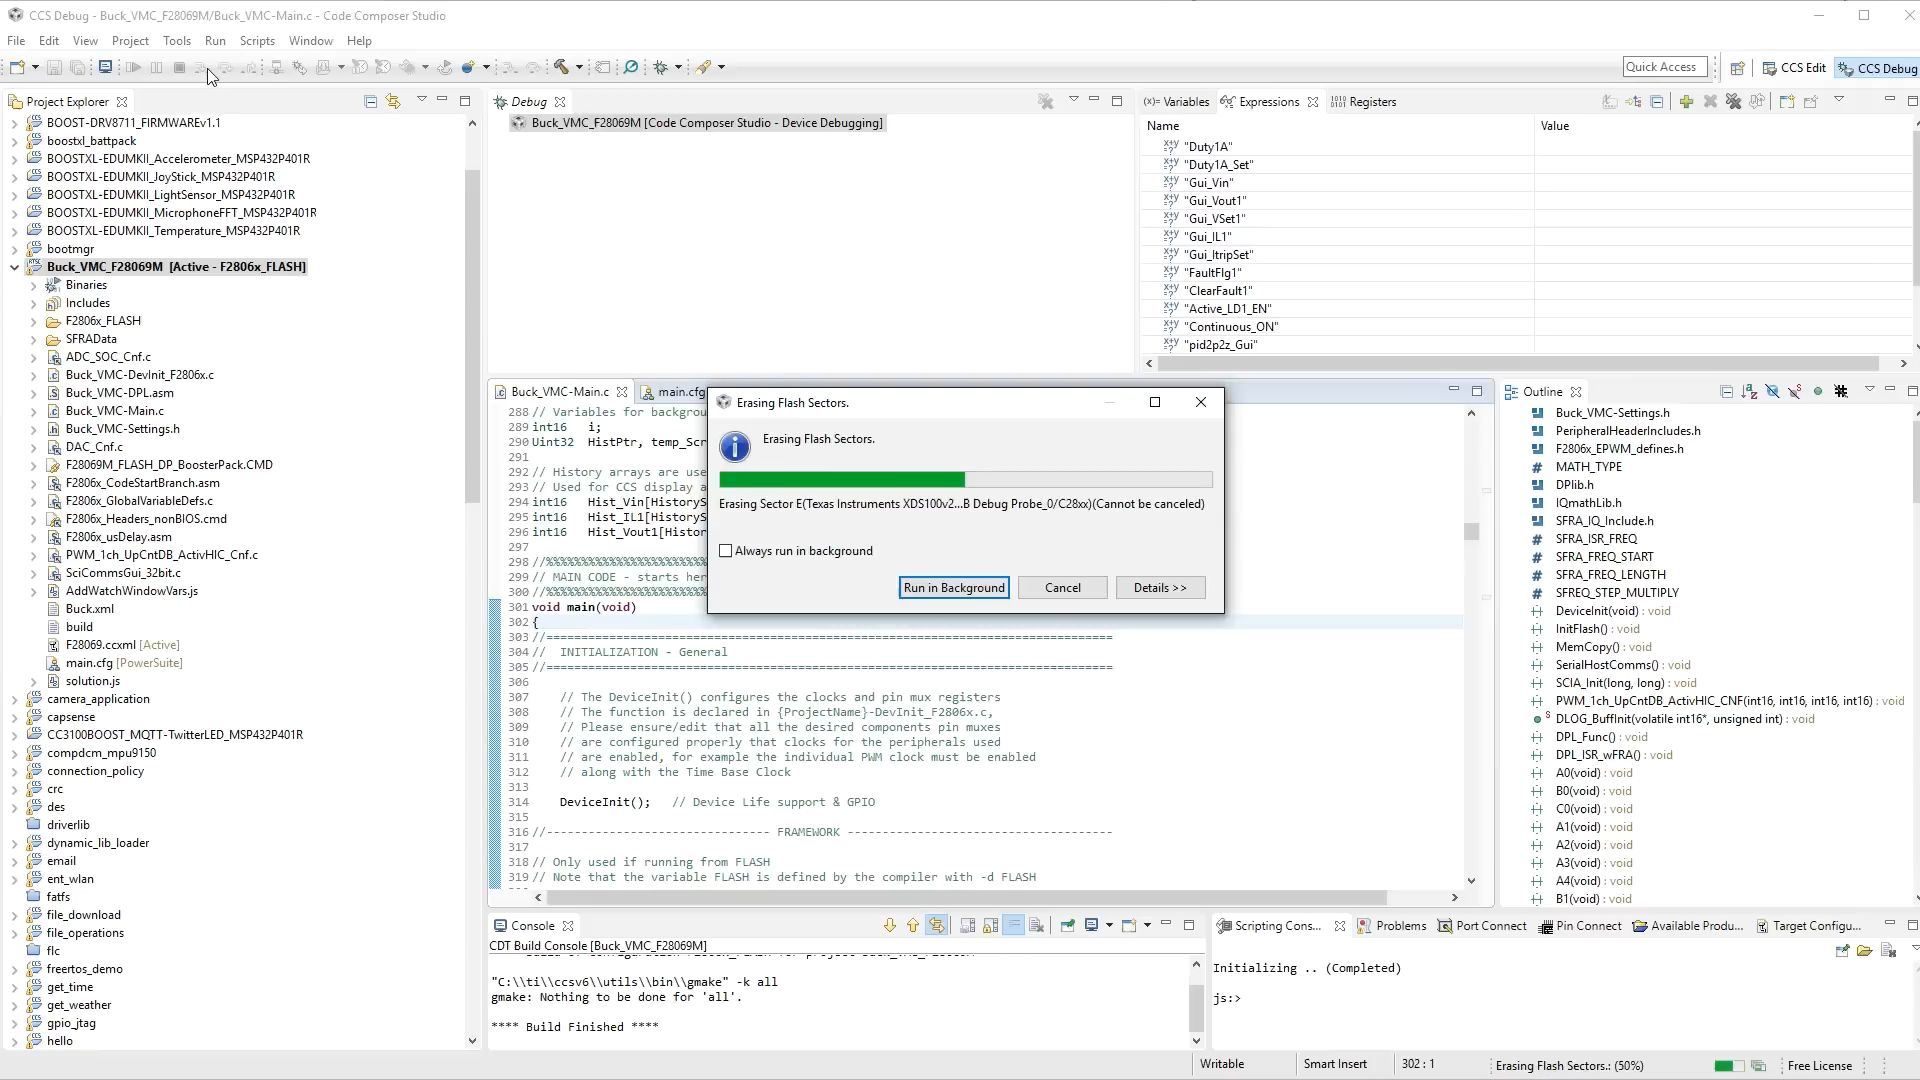 CCS Debug - Buck_VMC_F28069M/Buck_VMC-Main.c - Code Composer Studio
File Edit View Project Tools Run Scripts Window Help
Quick Access
CCS Edit
CCS Debug
Project Explorer
BOOST-DRV8711_FIRMWAREv1.1
boostxl_battpack
BOOSTXL-EDUMKII_Accelerometer_MSP432P401R
BOOSTXL-EDUMKII_JoyStick_MSP432P401R
BOOSTXL-EDUMKII_LightSensor_MSP432P401R
BOOSTXL-EDUMKII_MicrophoneFFT_MSP432P401R
BOOSTXL-EDUMKII_Temperature_MSP432P401R
bootmgr
Buck_VMC_F28069M [Active - F2806x_FLASH]
Binaries
Includes
F2806x_FLASH
SFRAData
ADC_SOC_Cnf.c
Buck_VMC-DevInit_F2806x.c
Buck_VMC-DPL.asm
Buck_VMC-Main.c
Buck_VMC-Settings.h
DAC_Cnf.c
F28069M_FLASH_DP_BoosterPack.CMD
F2806x_CodeStartBranch.asm
F2806x_GlobalVariableDefs.c
F2806x_Headers_nonBIOS.cmd
F2806x_usDelay.asm
PWM_1ch_UpCntDB_ActivHIC_Cnf.c
SciCommsGui_32bit.c
AddWatchWindowVars.js
Buck.xml
build
F28069.ccxml [Active]
main.cfg [PowerSuite]
solution.js
camera_application
capsense
CC3100BOOST_MQTT-TwitterLED_MSP432P401R
compdcm_mpu9150
connection_policy
crc
des
driverlib
dynamic_lib_loader
email
ent_wlan
fatfs
file_download
file_operations
flc
freertos_demo
get_time
get_weather
gpio_jtag
hello
Debug
Buck_VMC_F28069M [Code Composer Studio - Device Debugging]
(x)= Variables
Expressions
Registers
Name Value
"Duty1A"
"Duty1A_Set"
"Gui_Vin"
"Gui_Vout1"
"Gui_VSet1"
"Gui_IL1"
"Gui_ItripSet"
"FaultFlg1"
"ClearFault1"
"Active_LD1_EN"
"Continuous_ON"
"pid2p2z_Gui"
Buck_VMC-Main.c
main.cfg
288 // Variables for backgrou
289 int16 i;
290 Uint32 HistPtr, temp_Scr
291
292 // History arrays are use
293 // Used for CCS display a
294 int16 Hist_Vin[HistoryS
295 int16 Hist_IL1[HistoryS
296 int16 Hist_Vout1[Histor
297
298 //%%%%%%%%%%%%%%%%%%%%%%%%
299 // MAIN CODE - starts her
300 //%%%%%%%%%%%%%%%%%%%%%%%%
301 void main(void)
302 {
303 //=====================================================================================
304 // INITIALIZATION - General
305 //=====================================================================================
306
307 // The DeviceInit() configures the clocks and pin mux registers
308 // The function is declared in {ProjectName}-DevInit_F2806x.c,
309 // Please ensure/edit that all the desired components pin muxes
310 // are configured properly that clocks for the peripherals used
311 // are enabled, for example the individual PWM clock must be enabled
312 // along with the Time Base Clock
313
314 DeviceInit(); // Device Life support & GPIO
315
316 //------------------------------ FRAMEWORK -----------------------------------
317
318 // Only used if running from FLASH
319 // Note that the variable FLASH is defined by the compiler with -d FLASH
Erasing Flash Sectors.
Erasing Flash Sectors.
Erasing Sector E(Texas Instruments XDS100v2...B Debug Probe_0/C28xx)(Cannot be canceled)
Always run in background
Run in Background
Cancel
Details >>
Outline
Buck_VMC-Settings.h
PeripheralHeaderIncludes.h
F2806x_EPWM_defines.h
MATH_TYPE
DPlib.h
IQmathLib.h
SFRA_IQ_Include.h
SFRA_ISR_FREQ
SFRA_FREQ_START
SFRA_FREQ_LENGTH
SFREQ_STEP_MULTIPLY
DeviceInit(void) : void
InitFlash() : void
MemCopy() : void
SerialHostComms() : void
SCIA_Init(long, long) : void
PWM_1ch_UpCntDB_ActivHIC_CNF(int16, int16, int16, int16) : void
DLOG_BuffInit(volatile int16*, unsigned int) : void
DPL_Func() : void
DPL_ISR_wFRA() : void
A0(void) : void
B0(void) : void
C0(void) : void
A1(void) : void
A2(void) : void
A3(void) : void
A4(void) : void
B1(void) : void
Console
CDT Build Console [Buck_VMC_F28069M]
"C:\\ti\\ccsv6\\utils\\bin\\gmake" -k all
gmake: Nothing to be done for 'all'.
**** Build Finished ****
Scripting Cons...
Problems
Port Connect
Pin Connect
Available Produ...
Target Configu...
Initializing .. (Completed)
js:>
Writable
Smart Insert
302 : 1
Erasing Flash Sectors.: (50%)
Free License